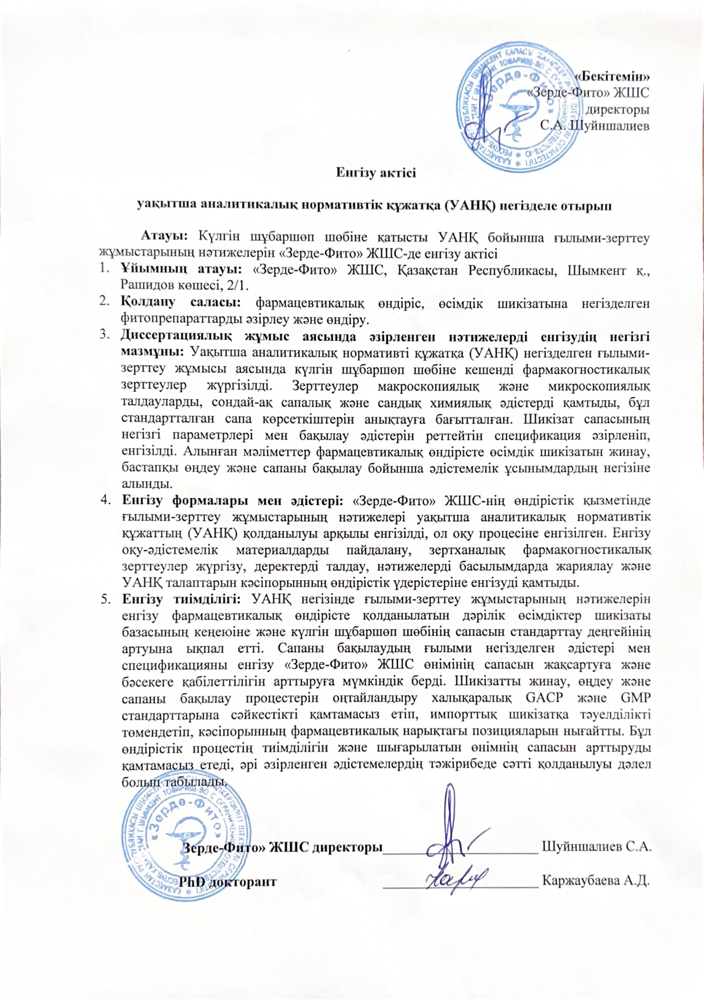 «Бекітемін»
«Зерде-Фито» ЖШС
директоры
С.А. Шуйншалиев
Енгізу актісі
уақытша аналитикалық нормативтік құжатқа (УАНҚ) негізделе отырып
Атауы: Күлгін шұбаршөп шөбіне қатысты УАНҚ бойынша ғылыми-зерттеу
жұмыстарының нәтижелерін «Зерде-Фито» ЖШС-де енгізу актісі
1. Ұйымның атауы: «Зерде-Фито» ЖШС, Қазақстан Республикасы, Шымкент қ.,
Рашидов көшесі, 2/1.
2. Қолдану саласы: фармацевтикалық өндіріс, өсімдік шикізатына негізделген
фитопрепараттарды әзірлеу және өндіру.
3. Диссертациялық жұмыс аясында әзірленген нәтижелерді енгізудің негізгі
мазмұны: Уақытша аналитикалық нормативті құжатқа (УАНҚ) негізделген ғылыми-
зерттеу жұмысы аясында күлгін шұбаршөп шөбіне кешенді фармакогностикалық
зерттеулер жүргізілді. Зерттеулер макроскопиялық және микроскопиялық
талдауларды, сондай-ақ сапалық және сандық химиялық әдістерді қамтыды, бұл
стандартталған сапа көрсеткіштерін анықтауға бағытталған. Шикізат сапасының
негізгі параметрлері мен бақылау әдістерін реттейтін спецификация әзірленіп,
енгізілді. Алынған мәліметтер фармацевтикалық өндірісте өсімдік шикізатын жинау,
бастапқы өңдеу және сапаны бақылау бойынша әдістемелік ұсынымдардың негізіне
алынды.
4. Енгізу формалары мен әдістері: «Зерде-Фито» ЖШС-нің өндірістік қызметінде
ғылыми-зерттеу жұмыстарының нәтижелері уақытша аналитикалық нормативтік
құжаттың (УАНҚ) қолданылуы арқылы енгізілді, ол оқу процесіне енгізілген. Енгізу
оқу-әдістемелік материалдарды пайдалану, зертханалық фармакогностикалық
зерттеулер жүргізу, деректерді талдау, нәтижелерді басылымдарда жариялау және
УАНҚ талаптарын кәсіпорынның өндірістік үдерістеріне енгізуді қамтыды.
5. Енгізу тиімділігі: УАНҚ негізінде ғылыми-зерттеу жұмыстарының нәтижелерін
енгізу фармацевтикалық өндірісте қолданылатын дәрілік өсімдіктер шикізаты
базасының кеңеюіне және күлгін шұбаршөп шөбінің сапасын стандарттау деңгейінің
артуына ықпал етті. Сапаны бақылаудың ғылыми негізделген әдістері мен
спецификацияны енгізу «Зерде-Фито» ЖШС өнімінің сапасын жақсартуға және
бәсекеге қабілеттілігін арттыруға мүмкіндік берді. Шикізатты жинау, өңдеу және
сапаны бақылау процестерін оңтайландыру халықаралық GACP және GMP
стандарттарына сәйкестікті қамтамасыз етіп, импорттық шикізатқа тәуелділікті
төмендетіп, кәсіпорынның фармацевтикалық нарықтағы позицияларын нығайтты. Бұл
өндірістік процестің тиімділігін және шығарылатын өнімнің сапасын арттыруды
қамтамасыз етеді, әрі әзірленген әдістемелердің тәжірибеде сәтті қолданылуы дәлел
болып табылады.
Зерде-Фито» ЖШС директоры Шуйншалиев С.А.
PhD докторант Каржаубаева А.Д.
«Зерде-Фито»